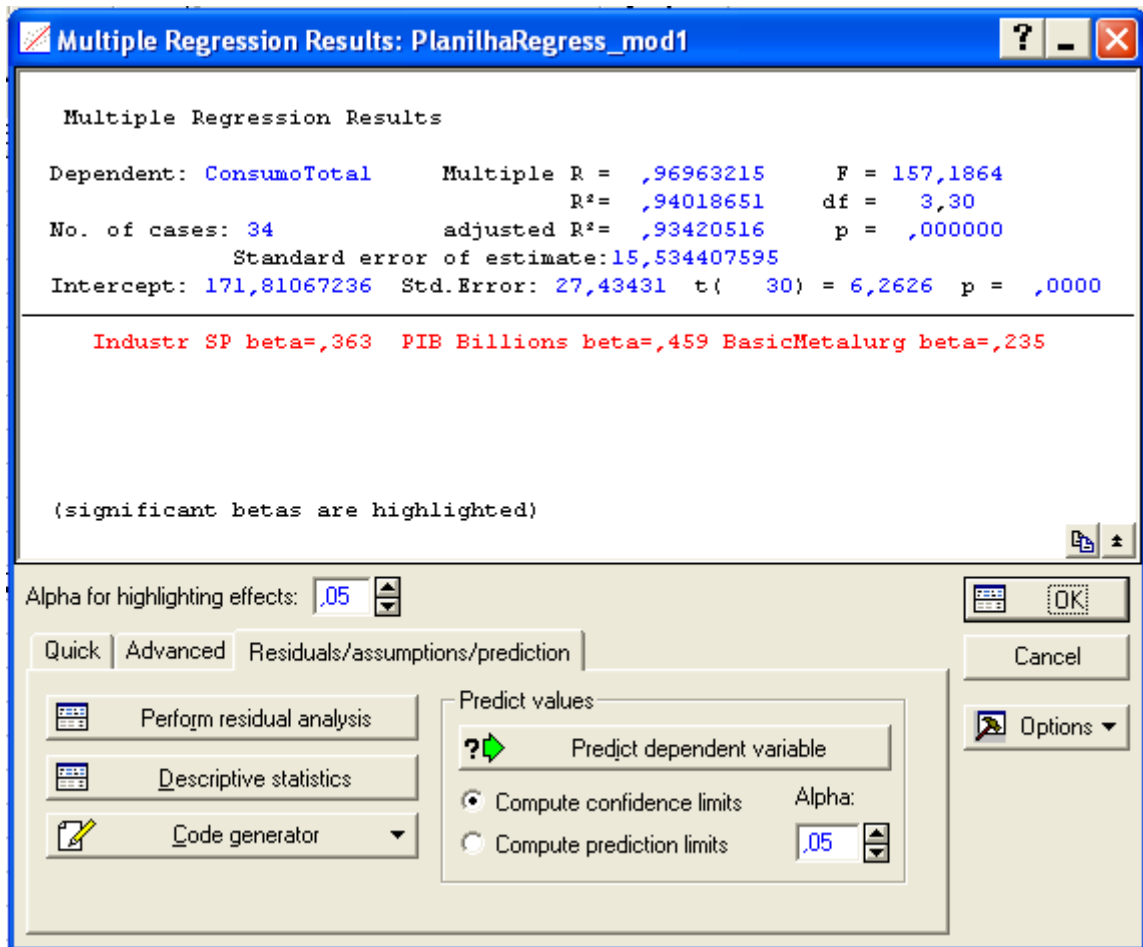 Multiple Regression Results: PlanilhaRegress_mod1
Multiple Regression Results
Dependent: ConsumoTotal Multiple R = ,96963215 F = 157,1864
R²= ,94018651 df = 3,30
No. of cases: 34 adjusted R²= ,93420516 p = ,000000
Standard error of estimate:15,534407595
Intercept: 171,81067236 Std.Error: 27,43431 t( 30) = 6,2626 p = ,0000
Industr SP beta=,363 PIB Billions beta=,459 BasicMetalurg beta=,235
(significant betas are highlighted)
Alpha for highlighting effects: ,05
OK
Quick Advanced Residuals/assumptions/prediction
Cancel
Perform residual analysis
Predict values
Predict dependent variable
Options
Descriptive statistics
Compute confidence limits Alpha:
Code generator
Compute prediction limits ,05